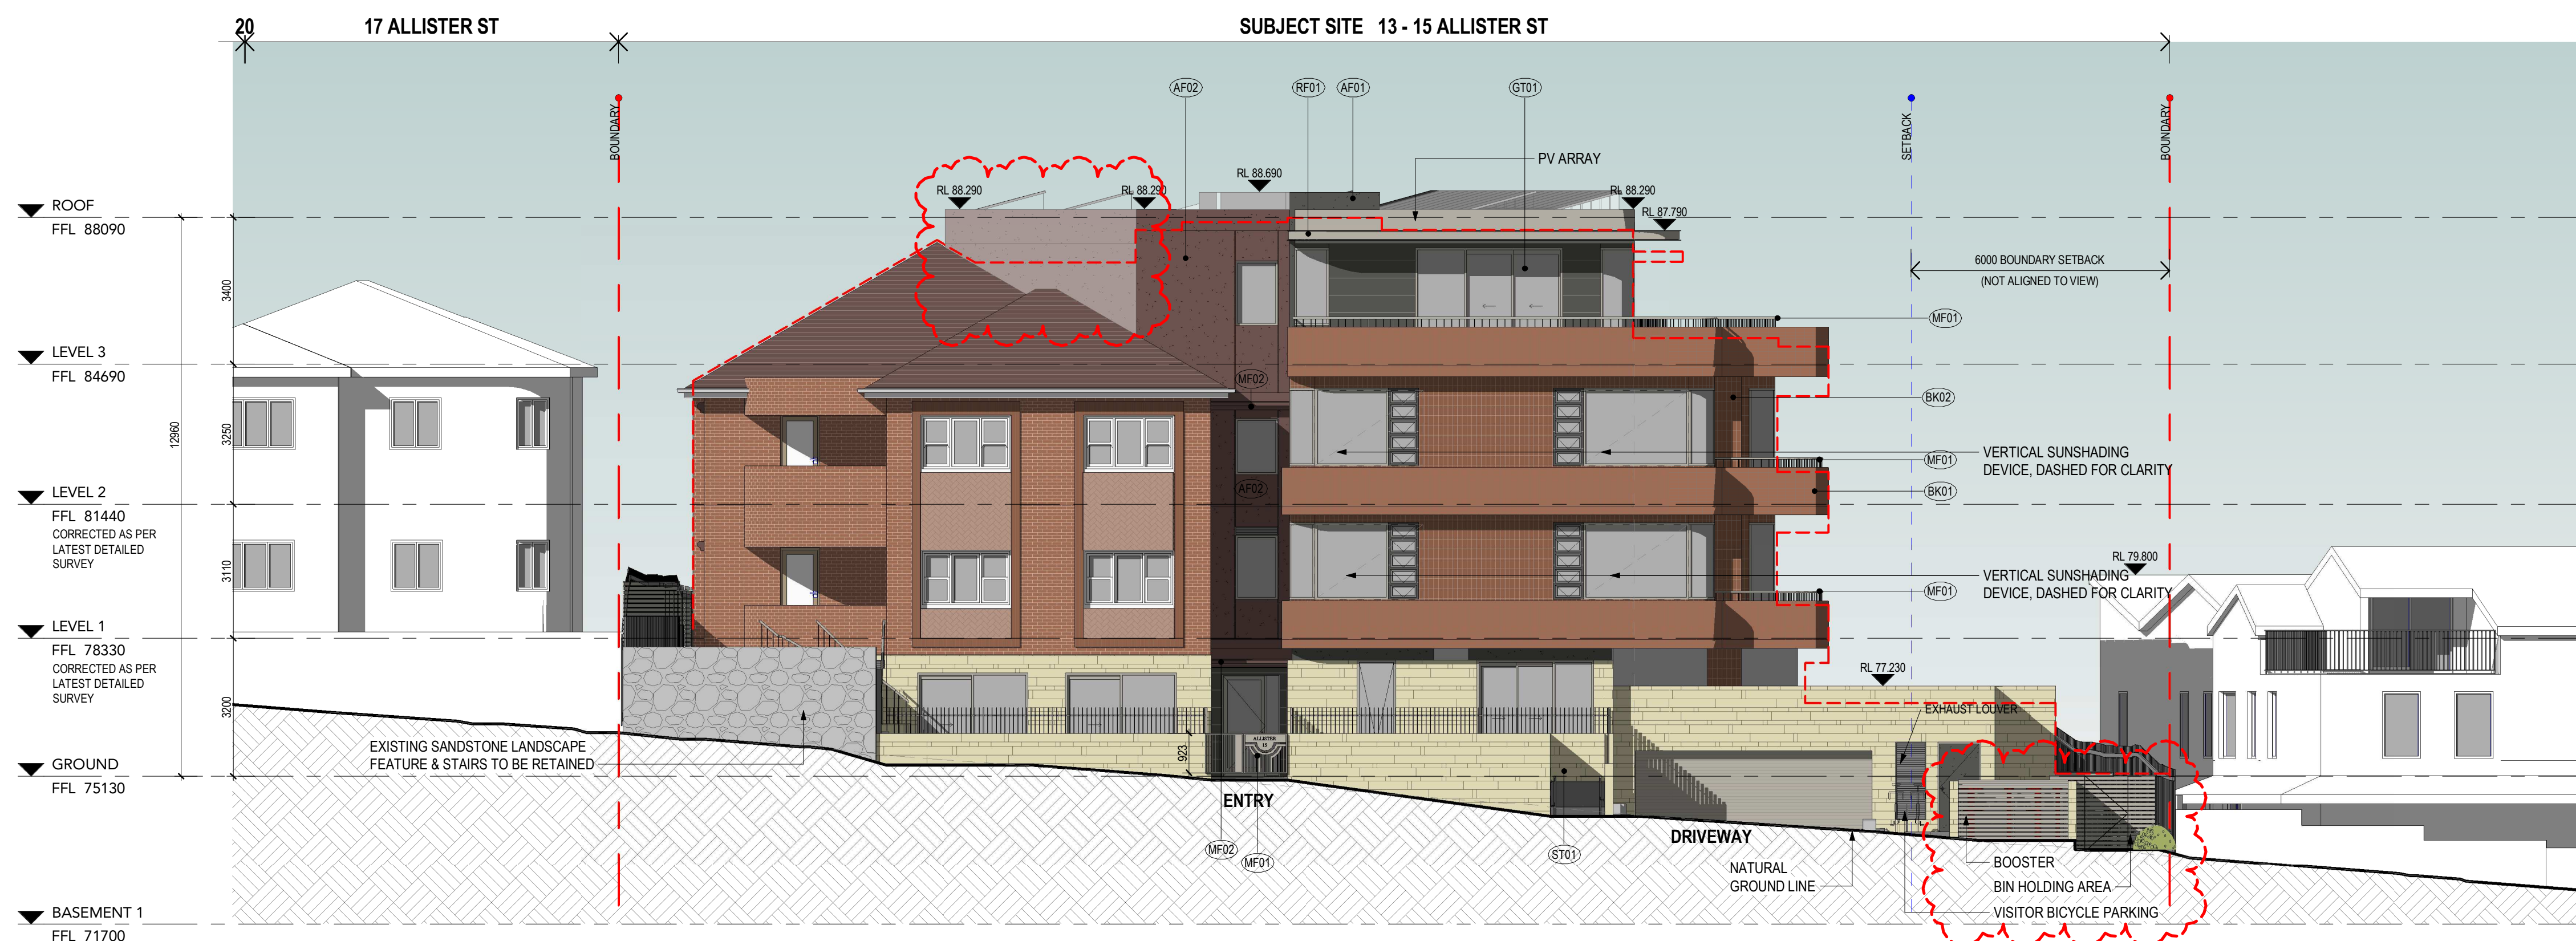 20
17 ALLISTER ST
SUBJECT SITE 13 - 15 ALLISTER ST
BOUNDARY
AF02
RF01
AF01
GT01
SETBACK
BOUNDARY
PV ARRAY
RL 88.290
RL 88.290
RL 88.690
RL 88.290
RL 87.790
ROOF
FFL 88090
6000 BOUNDARY SETBACK
(NOT ALIGNED TO VIEW)
3400
MF01
LEVEL 3
FFL 84690
MF02
BK02
12960
3250
VERTICAL SUNSHADING
DEVICE, DASHED FOR CLARITY
MF01
AF02
BK01
LEVEL 2
FFL 81440
CORRECTED AS PER
LATEST DETAILED
SURVEY
3110
RL 79.800
VERTICAL SUNSHADING
DEVICE, DASHED FOR CLARITY
MF01
LEVEL 1
FFL 78330
CORRECTED AS PER
LATEST DETAILED
SURVEY
RL 77.230
3200
EXHAUST LOUVER
EXISTING SANDSTONE LANDSCAPE
FEATURE & STAIRS TO BE RETAINED
923
ALLISTER
15
GROUND
FFL 75130
ENTRY
DRIVEWAY
MF02
MF01
ST01
NATURAL
GROUND LINE
BOOSTER
BIN HOLDING AREA
VISITOR BICYCLE PARKING
BASEMENT 1
FFL 71700